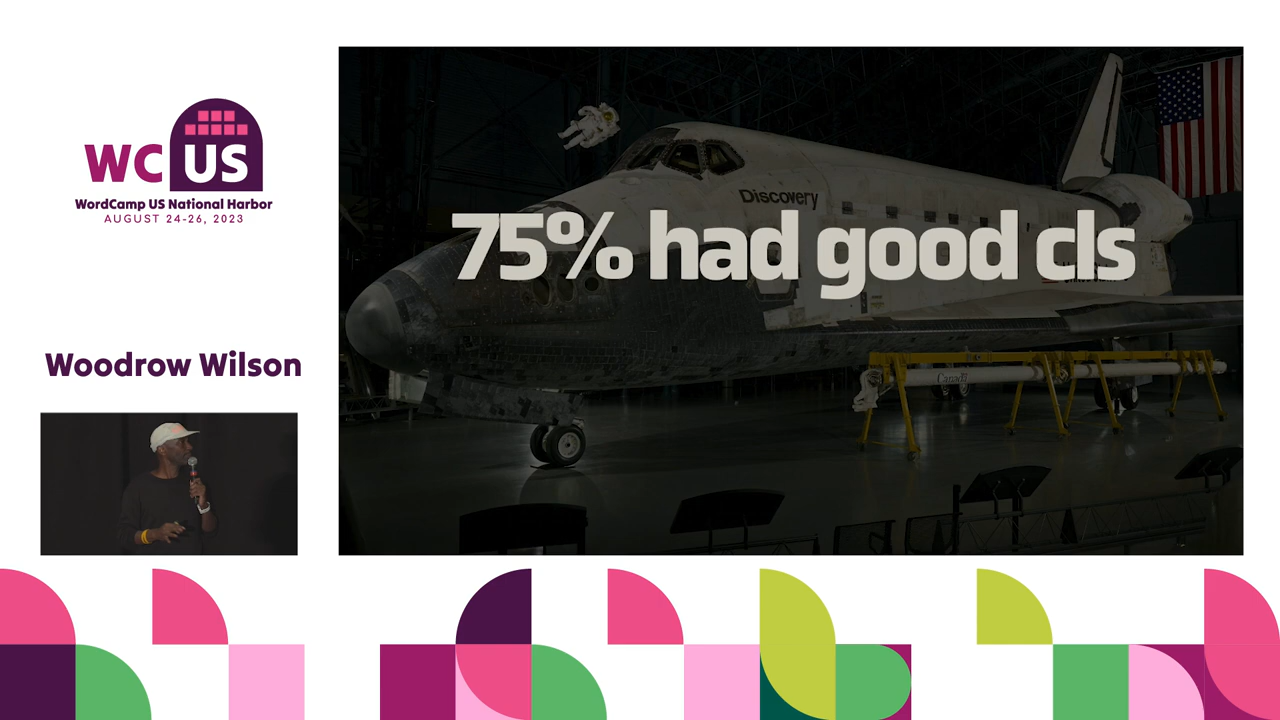 WC US
WordCamp US National Harbor
AUGUST 24-26, 2023
Woodrow Wilson
Discovery
75% had good cls
Canada